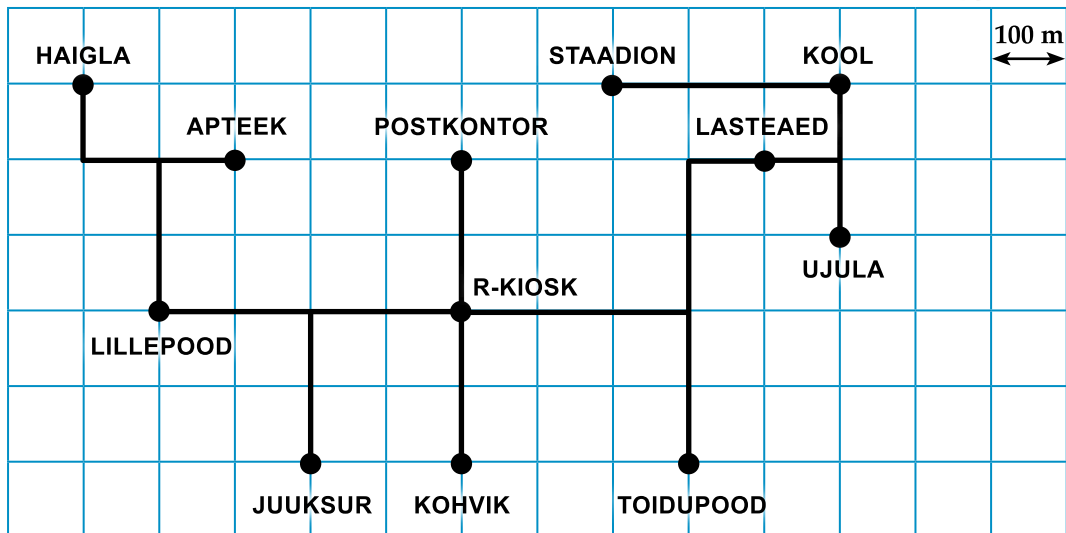 100 m
HAIGLA
STAADION
KOOL
APTEEK
POSTKONTOR
LASTEAED
UJULA
R-KIOSK
LILLEPOOD
JUUKSUR
KOHVIK
TOIDUPOOD